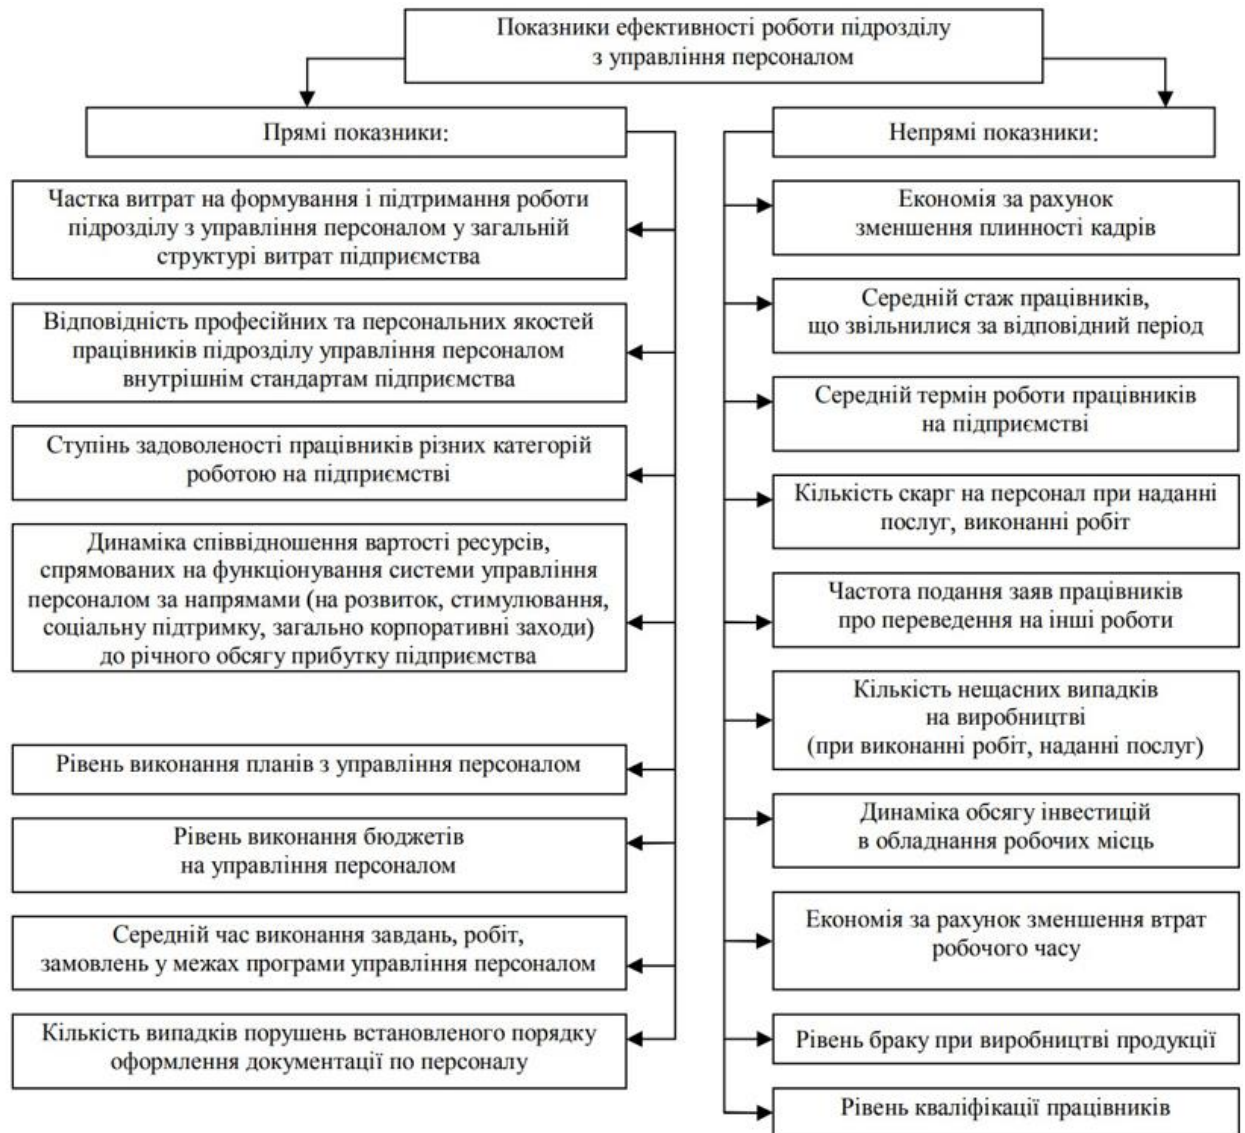 Показники ефективності роботи підрозділу
з управління персоналом
Прямі показники:
Частка витрат на формування і підтримання роботи
підрозділу з управління персоналом у загальній
структурі витрат підприємства
Відповідність професійних та персональних якостей
працівників підрозділу управління персоналом
внутрішнім стандартам підприємства
Ступінь задоволеності працівників різних категорій
роботою на підприємстві
Динаміка співвідношення вартості ресурсів,
спрямованих на функціонування системи управління
персоналом за напрямами (на розвиток, стимулювання,
соціальну підтримку, загально корпоративні заходи)
до річного обсягу прибутку підприємства
Рівень виконання планів з управління персоналом
Рівень виконання бюджетів
на управління персоналом
Середній час виконання завдань, робіт,
замовлень у межах програми управління персоналом
Кількість випадків порушень встановленого порядку
оформлення документації по персоналу
Непрямі показники:
Економія за рахунок
зменшення плинності кадрів
Середній стаж працівників,
що звільнилися за відповідний період
Середній термін роботи працівників
на підприємстві
Кількість скарг на персонал при наданні
послуг, виконанні робіт
Частота подання заяв працівників
про переведення на інші роботи
Кількість нещасних випадків
на виробництві
(при виконанні робіт, наданні послуг)
Динаміка обсягу інвестицій
в обладнання робочих місць
Економія за рахунок зменшення втрат
робочого часу
Рівень браку при виробництві продукції
Рівень кваліфікації працівників